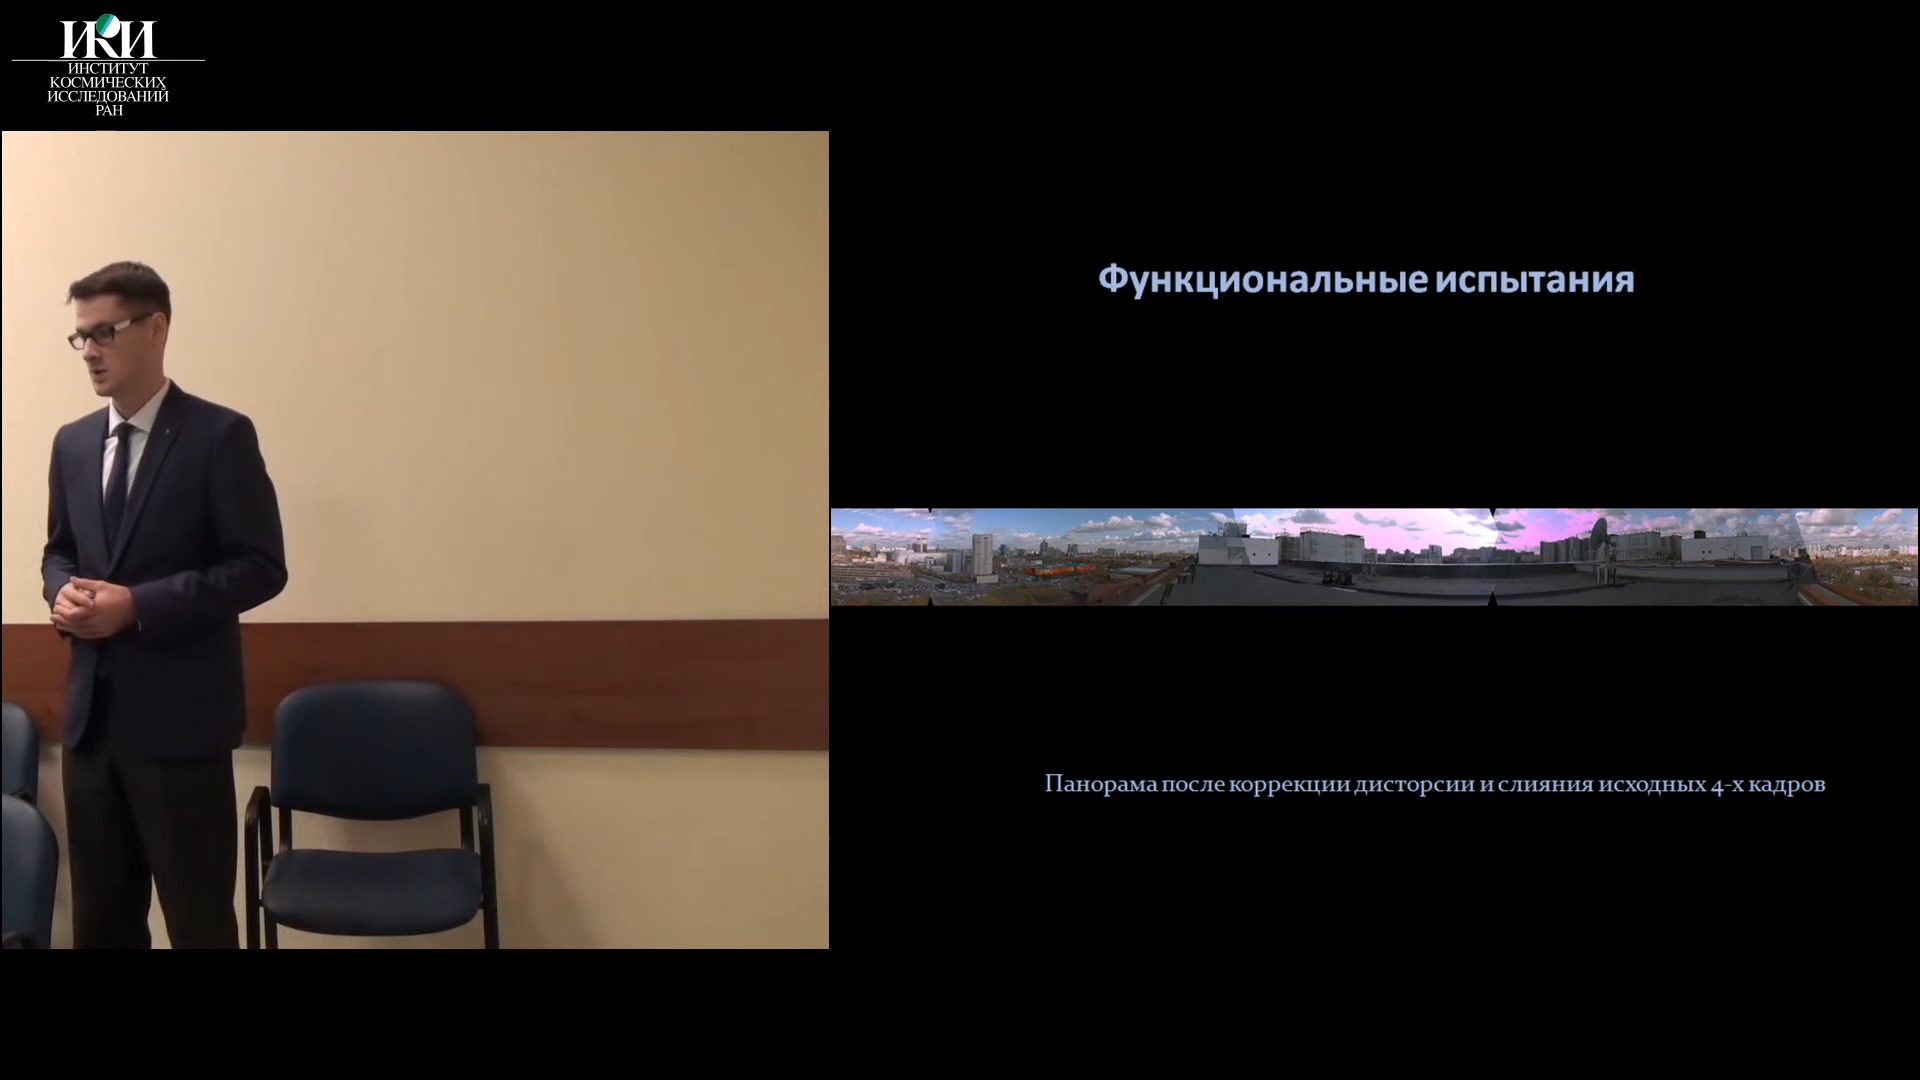 ИКИ
ИНСТИТУТ
КОСМИЧЕСКИХ
ИССЛЕДОВАНИЙ
РАН
Функциональные испытания
Панорама после коррекции дисторсии и слияния исходных 4-х кадров